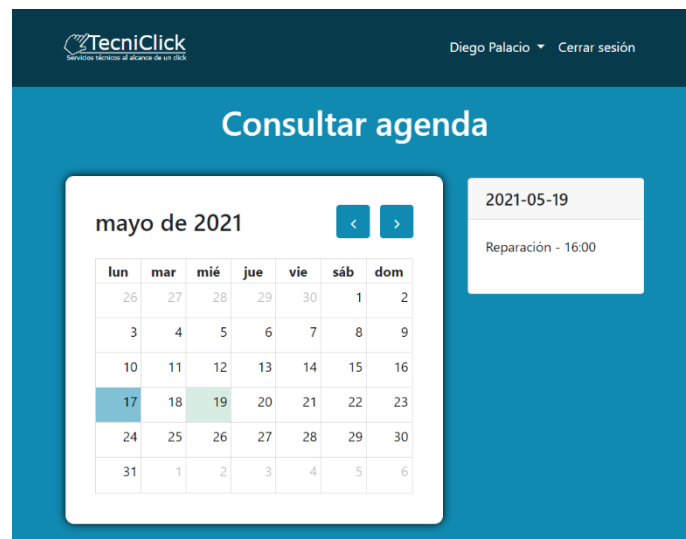 TecniClick
Servicios técnicos al alcance de un click
Diego Palacio Cerrar sesión
Consultar agenda
mayo de 2021
lun mar mié jue vie sáb dom
26 27 28 29 30 1 2
3 4 5 6 7 8 9
10 11 12 13 14 15 16
17 18 19 20 21 22 23
24 25 26 27 28 29 30
31 1 2 3 4 5 6
2021-05-19
Reparación - 16:00